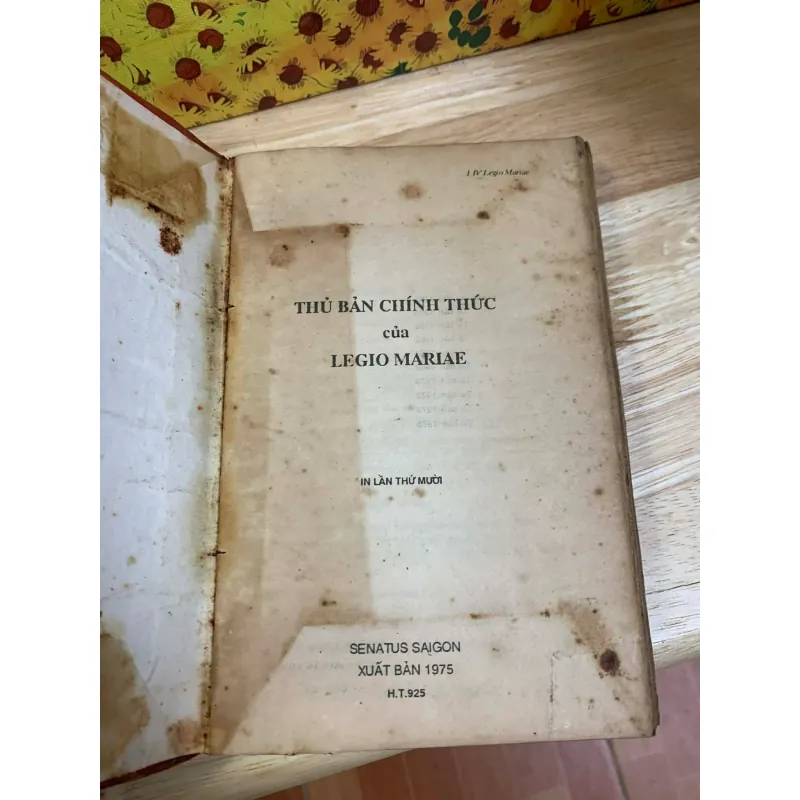 1 IV Legio Mariae
THỦ BẢN CHÍNH THỨC
của
LEGIO MARIAE
IN LẦN THỨ MƯỜI
SENATUS SAIGON
XUẤT BẢN 1975
H.T.925